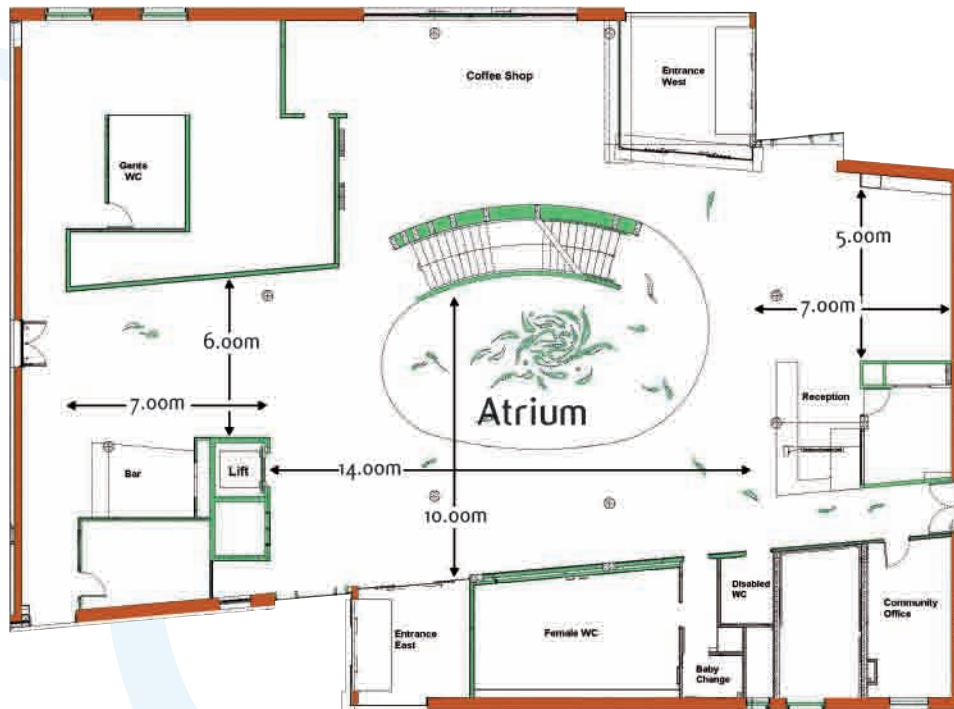 Coffee Shop
Entrance
West
Gents
WC
5.00m
7.00m
6.00m
Reception
7.00m
Atrium
Bar
Lift
14.00m
10.00m
Disabled
WC
Community
Office
Entrance
East
Female WC
Baby
Change